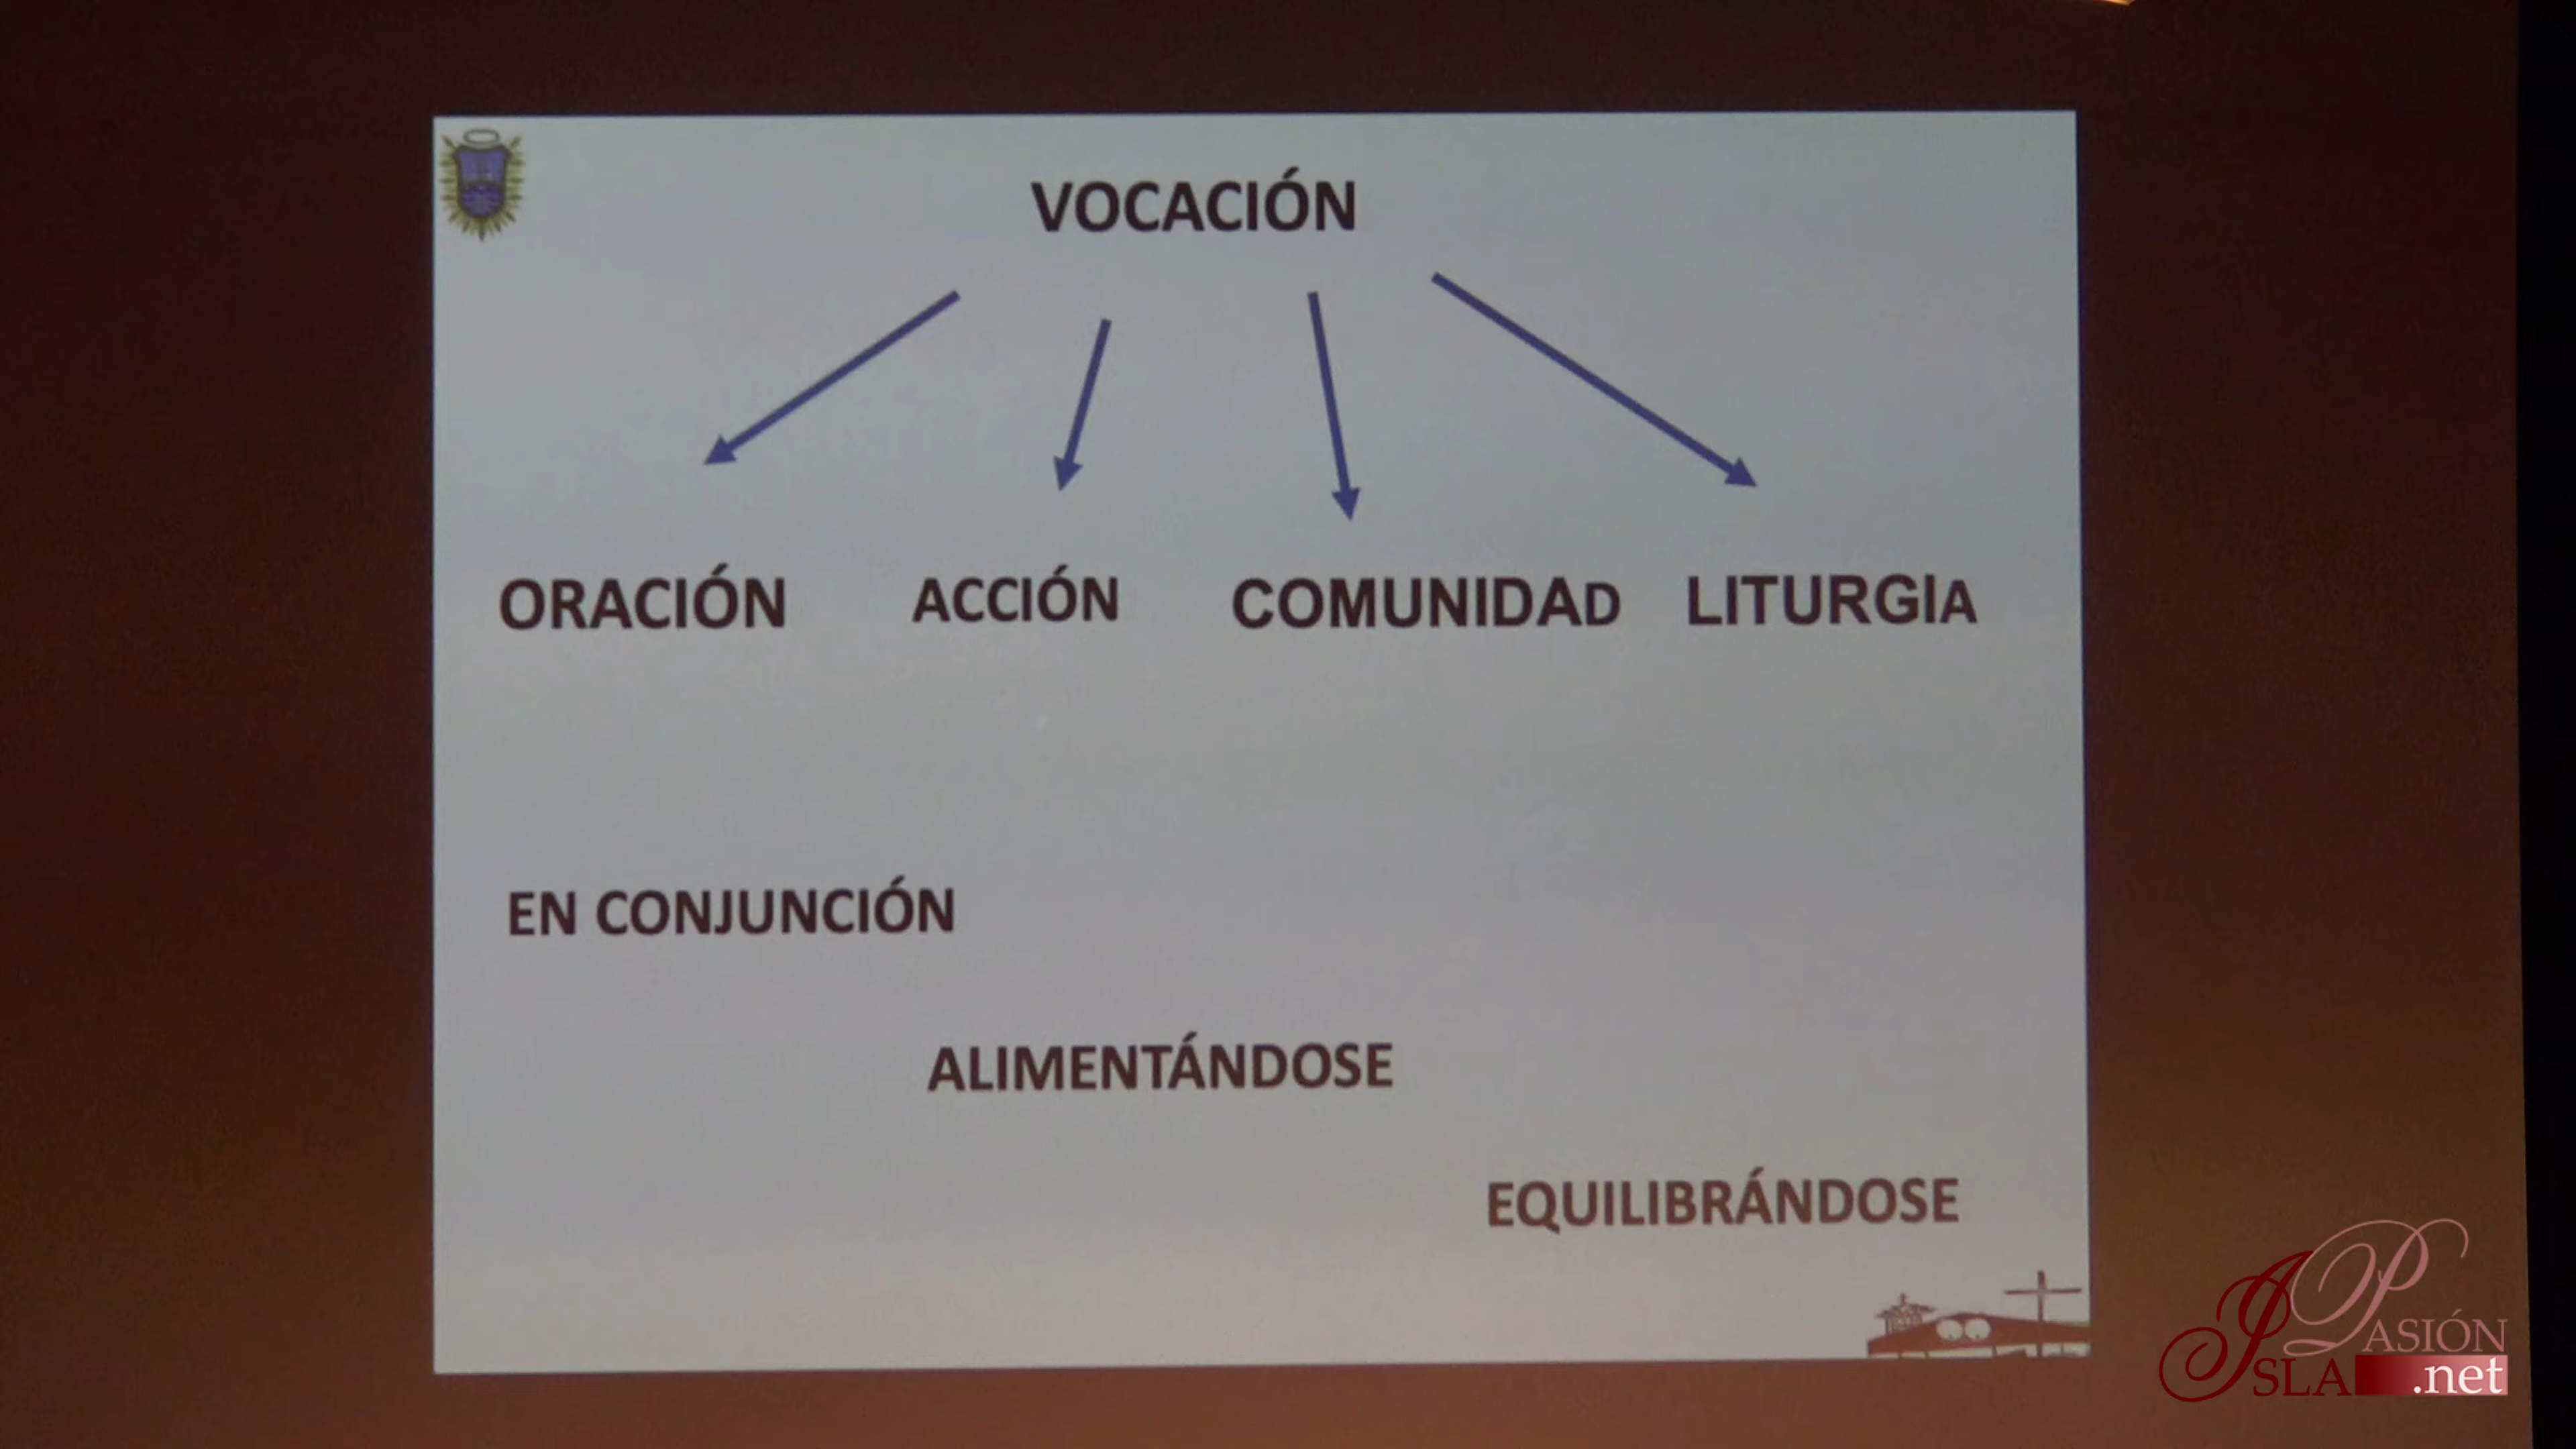 VOCACIÓN
ORACIÓN ACCIÓN COMUNIDAD LITURGIA
EN CONJUNCIÓN
ALIMENTÁNDOSE
EQUILIBRÁNDOSE
PASIÓN
ISLA .net